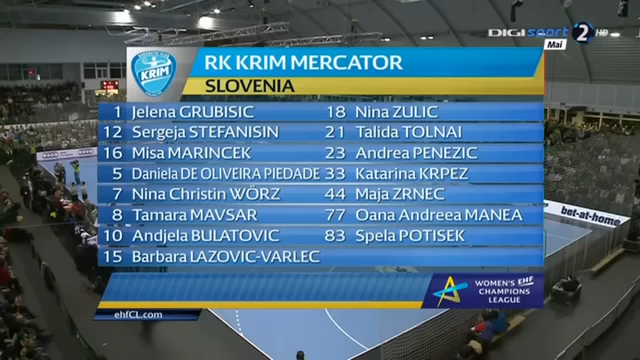 DIGI sport 2 HD
Mai
KRIM
RK KRIM MERCATOR
SLOVENIA
1 Jelena GRUBISIC
12 Sergeja STEFANISIN
16 Misa MARINCEK
5 Daniela DE OLIVEIRA PIEDADE
7 Nina Christin WÖRZ
8 Tamara MAVSAR
10 Andjela BULATOVIC
15 Barbara LAZOVIC-VARLEC
18 Nina ZULIC
21 Talida TOLNAI
23 Andrea PENEZIC
33 Katarina KRPEZ
44 Maja ZRNEC
77 Oana Andreea MANEA
83 Spela POTISEK
bet-at-home
WOMEN'S EHF
CHAMPIONS
LEAGUE
ehfCL.com